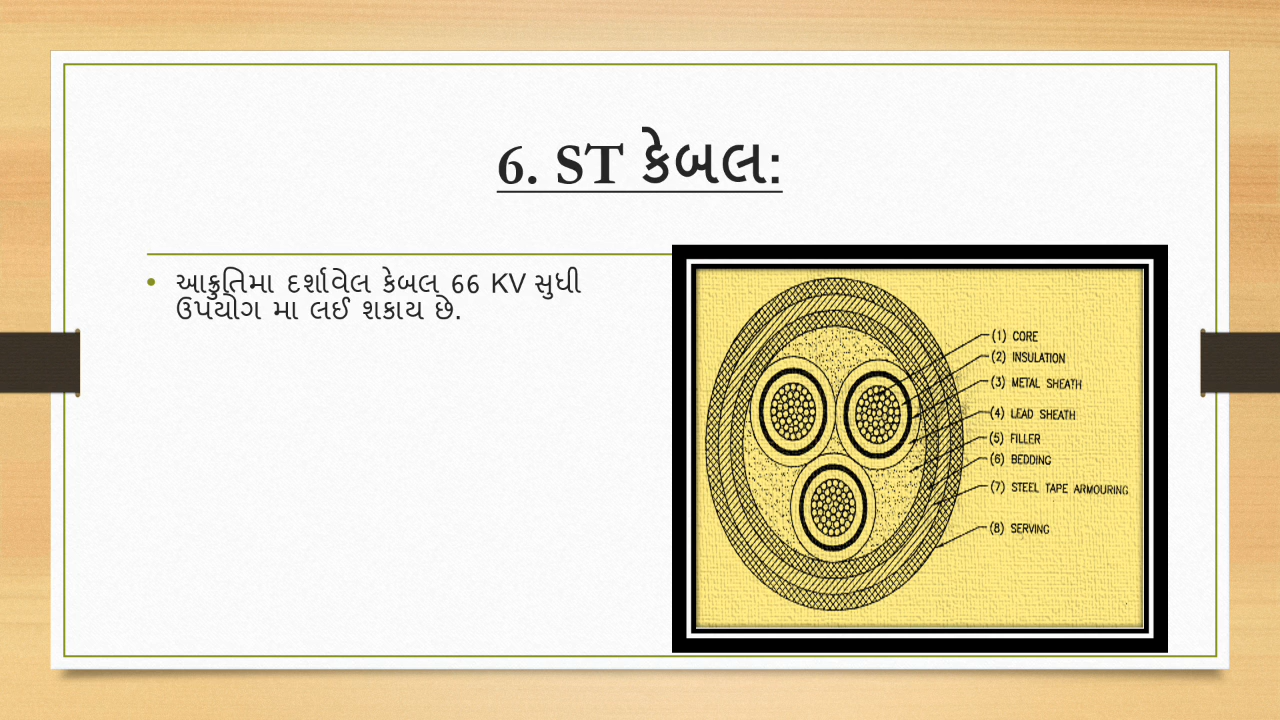 6. ST કેબલ:
• આક્રુતિમા દર્શાવેલ કેબલ 66 KV સુધી
ઉપયોગ મા લઈ શકાય છે.
(1) CORE
(2) INSULATION
(3) METAL SHEATH
(4) LEAD SHEATH
(5) FILLER
(6) BEDDING
(7) STEEL TAPE ARMOURING
(8) SERVING